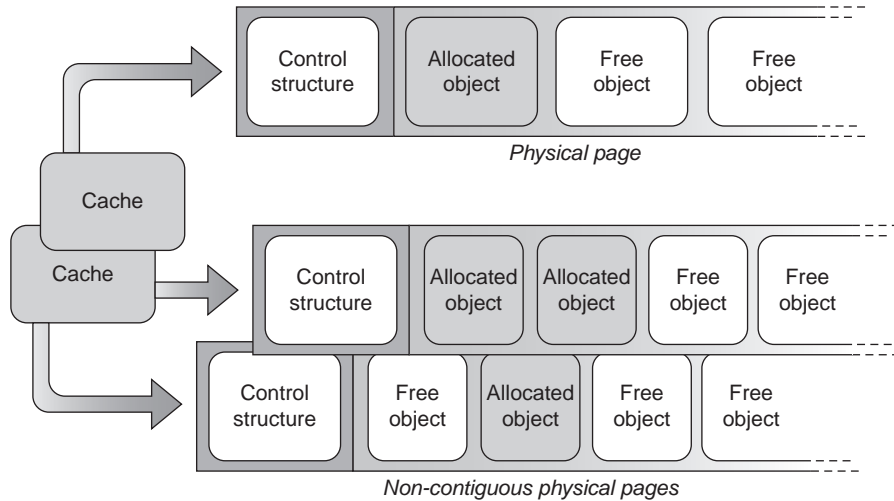 Control
structure
Allocated
object
Free
object
Free
object
Physical page
Cache
Cache
Control
structure
Allocated
object
Allocated
object
Free
object
Free
object
Control
structure
Free
object
Allocated
object
Free
object
Free
object
Non-contiguous physical pages